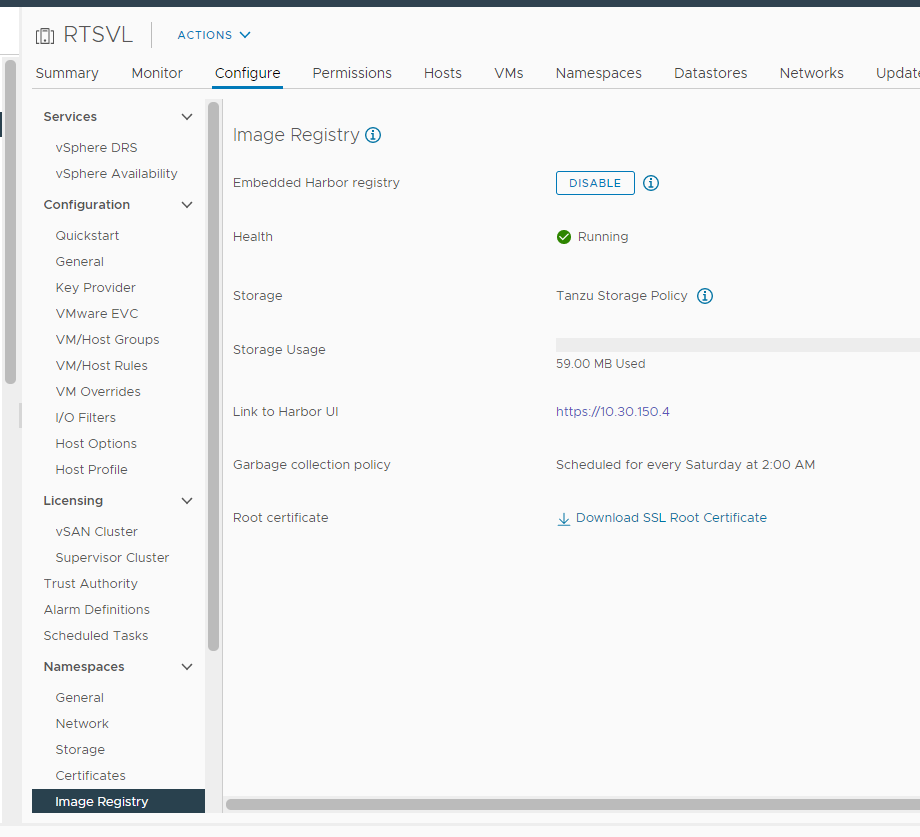 RTSVL ACTIONS
Summary Monitor Configure Permissions Hosts VMs Namespaces Datastores Networks Update
Services
vSphere DRS
vSphere Availability
Configuration
Quickstart
General
Key Provider
VMware EVC
VM/Host Groups
VM/Host Rules
VM Overrides
I/O Filters
Host Options
Host Profile
Licensing
vSAN Cluster
Supervisor Cluster
Trust Authority
Alarm Definitions
Scheduled Tasks
Namespaces
General
Network
Storage
Certificates
Image Registry
Image Registry
Embedded Harbor registry DISABLE
Health Running
Storage Tanzu Storage Policy
Storage Usage
59.00 MB Used
Link to Harbor UI https://10.30.150.4
Garbage collection policy Scheduled for every Saturday at 2:00 AM
Root certificate Download SSL Root Certificate